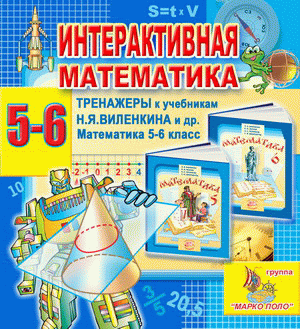 S=t x V
ИНТЕРАКТИВНАЯ
МАТЕМАТИКА
5-6
ТРЕНАЖЕРЫ к учебникам
Н.Я.ВИЛЕНКИНА и др.
Математика 5-6 класс
-2 -1 0 1 2 3 4
МАТЕМАТИКА
6
МАТЕМАТИКА
5
10
3/5
20,5
группа
"МАРКО ПОЛО"